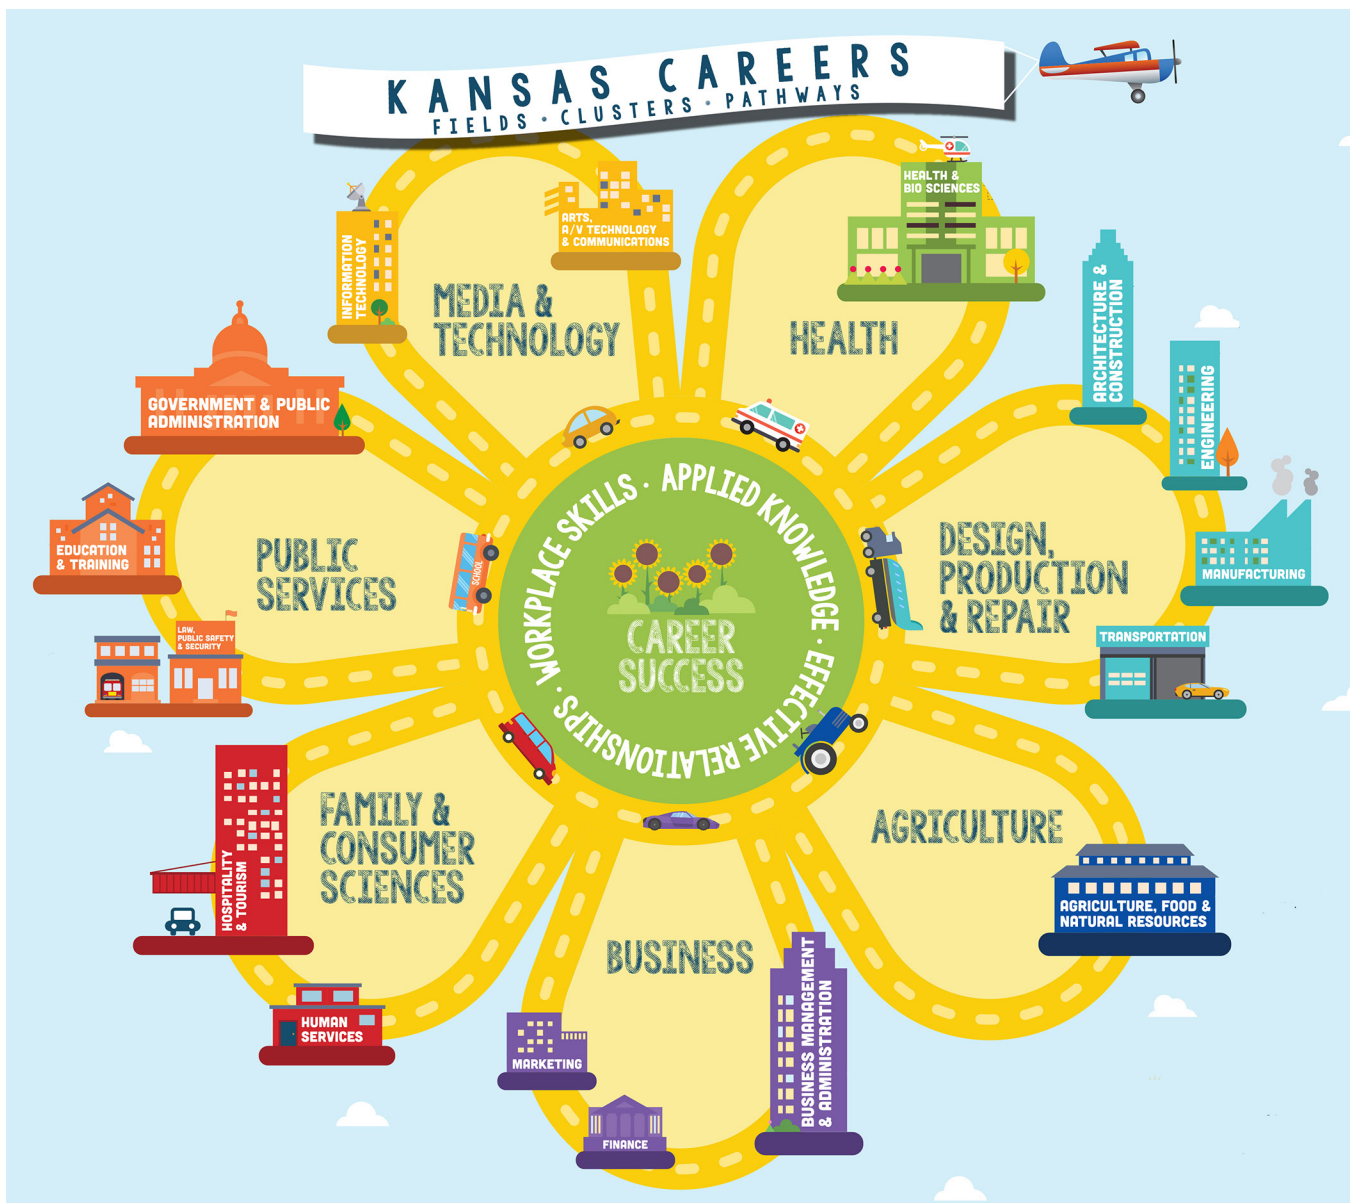 KANSAS CAREERS
FIELDS • CLUSTERS • PATHWAYS
INFORMATION
TECHNOLOGY
ARTS,
A/V TECHNOLOGY
& COMMUNICATIONS
MEDIA &
TECHNOLOGY
HEALTH &
BIO SCIENCES
HEALTH
ARCHITECTURE &
CONSTRUCTION
ENGINEERING
MANUFACTURING
TRANSPORTATION
DESIGN,
PRODUCTION
& REPAIR
GOVERNMENT & PUBLIC
ADMINISTRATION
EDUCATION
& TRAINING
LAW,
PUBLIC SAFETY
& SECURITY
PUBLIC
SERVICES
SCHOOL
WORKPLACE SKILLS • APPLIED KNOWLEDGE • EFFECTIVE RELATIONSHIPS •
CAREER
SUCCESS
HOSPITALITY
& TOURISM
HUMAN
SERVICES
FAMILY &
CONSUMER
SCIENCES
AGRICULTURE
AGRICULTURE, FOOD &
NATURAL RESOURCES
BUSINESS
MARKETING
FINANCE
BUSINESS MANAGEMENT
& ADMINISTRATION